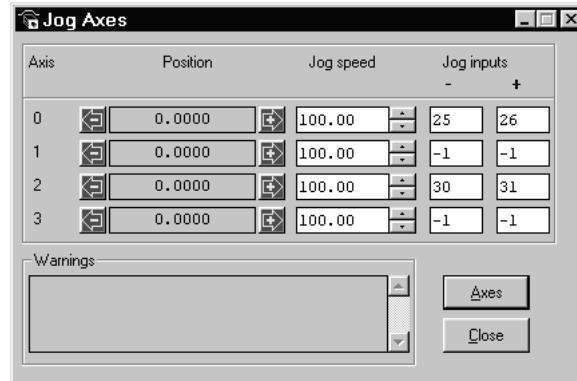 Jog Axes
Axis Position Jog speed Jog inputs
- +
0 0.0000 100.00 25 26
1 0.0000 100.00 -1 -1
2 0.0000 100.00 30 31
3 0.0000 100.00 -1 -1
Warnings
Axes
Close